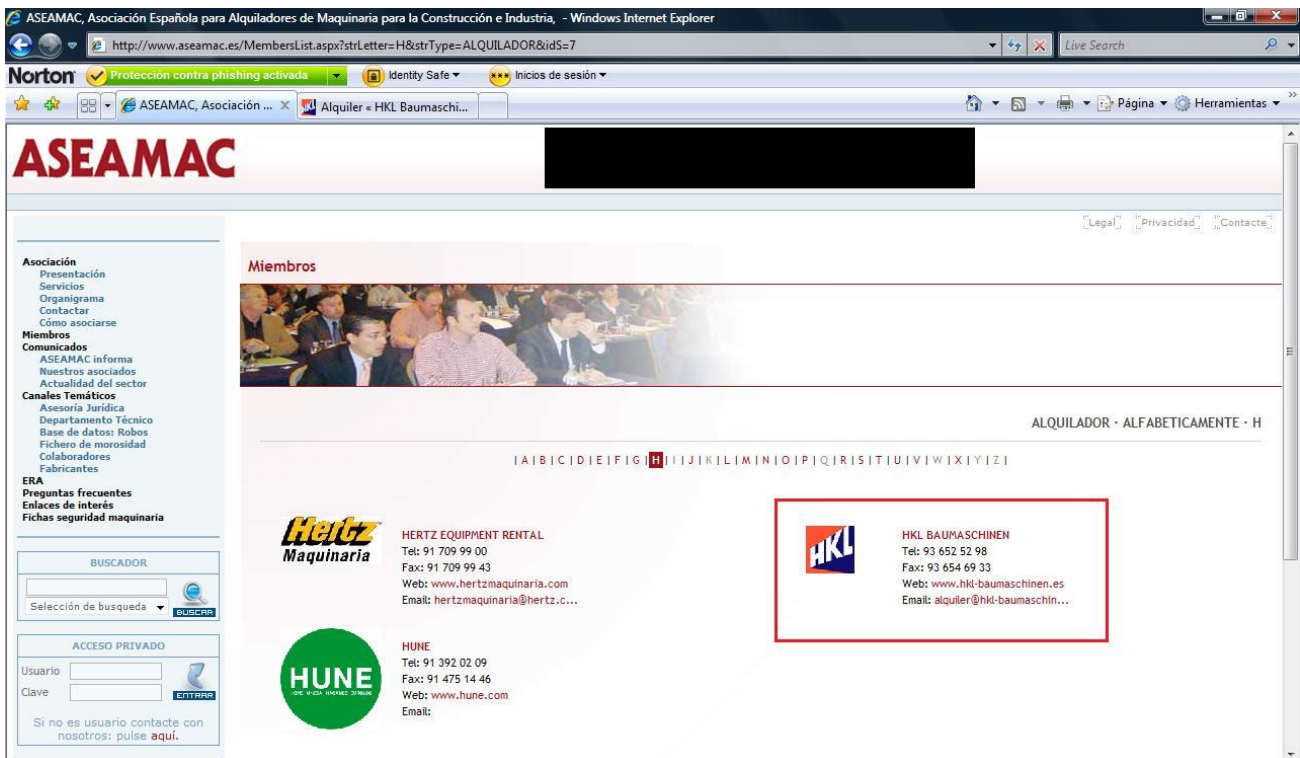 ASEAMAC, Asociación Española para Alquiladores de Maquinaria para la Construcción e Industria, - Windows Internet Explorer
http://www.aseamac.es/MembersList.aspx?strLetter=H&strType=ALQUILADOR&idS=7
Live Search
Norton Protección contra phishing activada Identity Safe Inicios de sesión
ASEAMAC, Asociación ... Alquiler « HKL Baumaschi... Página Herramientas
ASEAMAC
Legal Privacidad Contacte
Asociación
Presentación
Servicios
Organigrama
Contactar
Cómo asociarse
Miembros
Comunicados
ASEAMAC informa
Nuestros asociados
Actualidad del sector
Canales Temáticos
Asesoría Jurídica
Departamento Técnico
Base de datos: Robos
Fichero de morosidad
Colaboradores
Fabricantes
ERA
Preguntas frecuentes
Enlaces de interés
Fichas seguridad maquinaria
BUSCADOR
Selección de busqueda
BUSCAR
ACCESO PRIVADO
Usuario
Clave
ENTRAR
Si no es usuario contacte con
nosotros: pulse aquí.
Miembros
ALQUILADOR · ALFABETICAMENTE · H
| A | B | C | D | E | F | G | H | I | J | K | L | M | N | O | P | Q | R | S | T | U | V | W | X | Y | Z |
Hertz
Maquinaria
HERTZ EQUIPMENT RENTAL
Tel: 91 709 99 00
Fax: 91 709 99 43
Web: www.hertzmaquinaria.com
Email: hertzmaquinaria@hertz.c...
HKL
HKL BAUMASCHINEN
Tel: 93 652 52 98
Fax: 93 654 69 33
Web: www.hkl-baumaschinen.es
Email: alquiler@hkl-baumaschin...
HUNE
HUNE
Tel: 91 392 02 09
Fax: 91 475 14 46
Web: www.hune.com
Email: